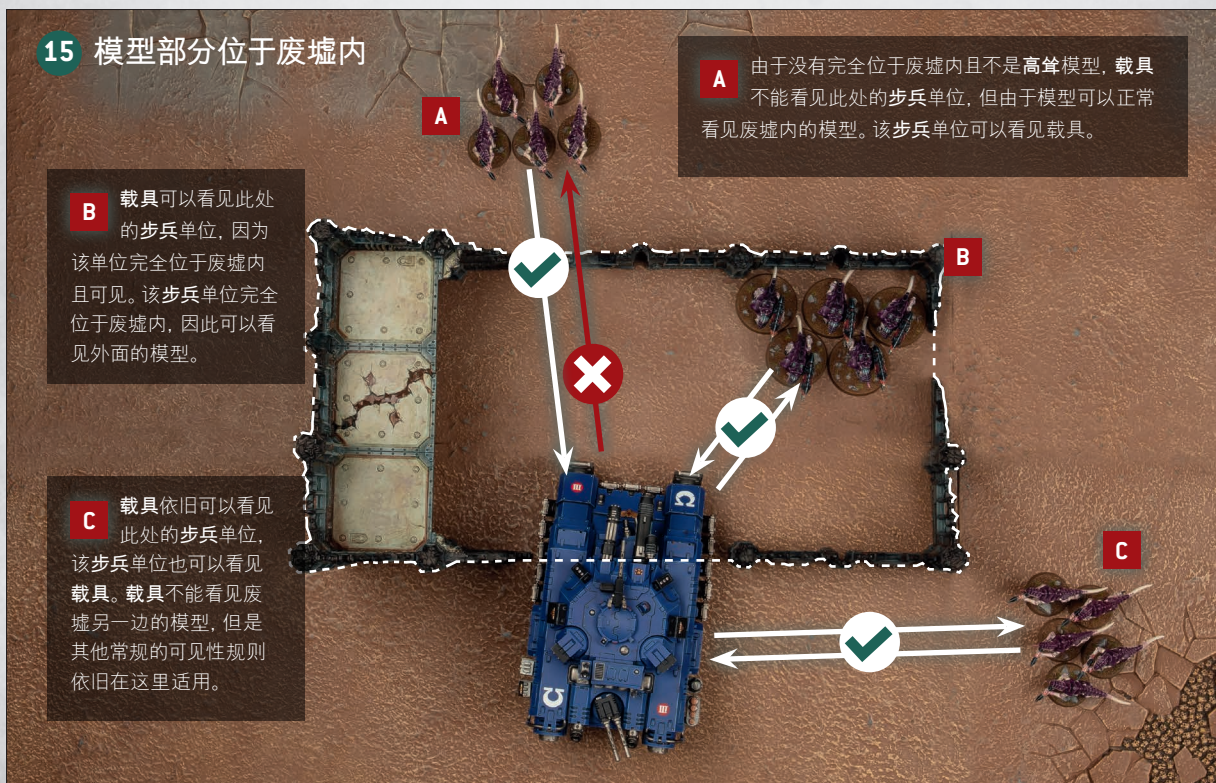 15 模型部分位于废墟内
A
A 由于没有完全位于废墟内且不是高耸模型, 载具
不能看见此处的步兵单位, 但由于模型可以正常
看见废墟内的模型。该步兵单位可以看见载具。
B 载具可以看见此处
的步兵单位, 因为
该单位完全位于废墟内
且可见。该步兵单位完全
位于废墟内, 因此可以看
见外面的模型。
B
C 载具依旧可以看见
此处的步兵单位,
该步兵单位也可以看见
载具。载具不能看见废
墟另一边的模型, 但是
其他常规的可见性规则
依旧在这里适用。
C
III
Ω
Ω
III